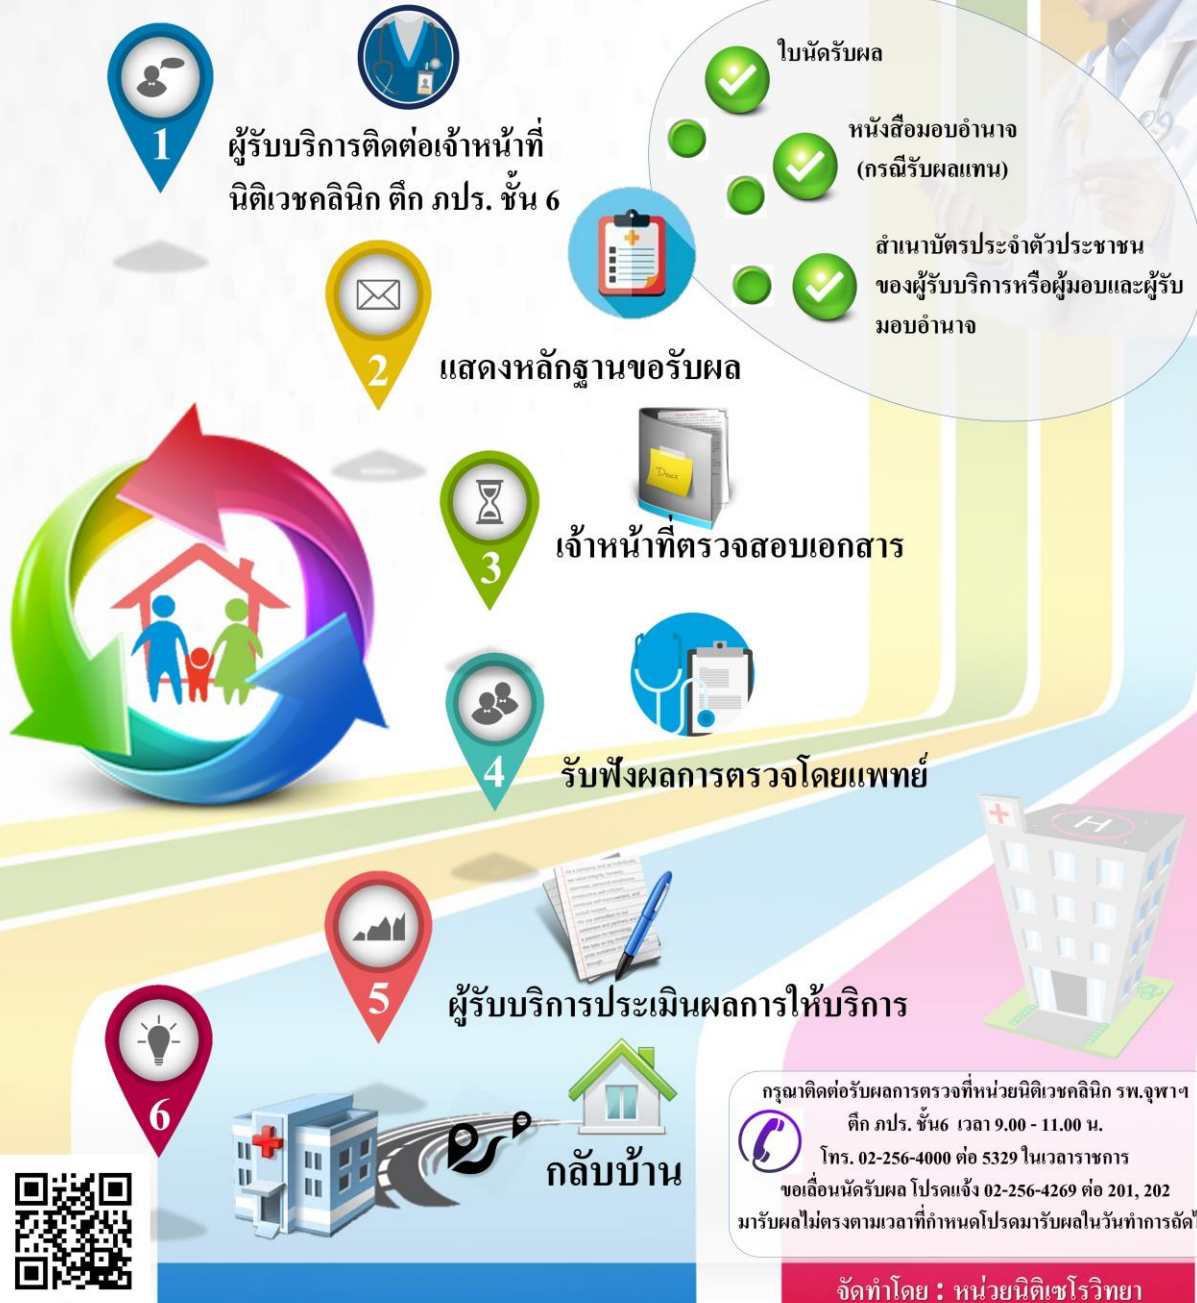 1
ผู้รับบริการติดต่อเจ้าหน้าที่
นิติเวชคลินิก ตึก ภปร. ชั้น 6
ใบนัดรับผล
หนังสือมอบอำนาจ
(กรณีรับผลแทน)
สำเนาบัตรประจำตัวประชาชน
ของผู้รับบริการหรือผู้มอบและผู้รับ
มอบอำนาจ
2
แสดงหลักฐานขอรับผล
Docs
3
เจ้าหน้าที่ตรวจสอบเอกสาร
4
รับฟังผลการตรวจโดยแพทย์
H
5
ผู้รับบริการประเมินผลการให้บริการ
6
กลับบ้าน
กรุณาติดต่อรับผลการตรวจที่หน่วยนิติเวชคลินิก รพ.จุฬาฯ
ตึก ภปร. ชั้น6 เวลา 9.00 - 11.00 น.
โทร. 02-256-4000 ต่อ 5329 ในเวลาราชการ
ขอเลื่อนนัดรับผล โปรดแจ้ง 02-256-4269 ต่อ 201, 202
มารับผลไม่ตรงตามเวลาที่กำหนดโปรดมารับผลในวันทำการถัด
จัดทำโดย : หน่วยนิติเซโรวิทยา